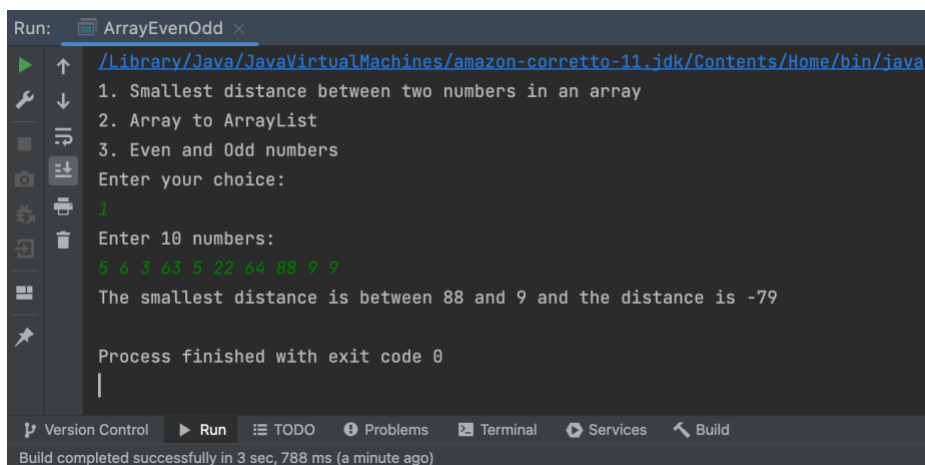 Run: ArrayEvenOdd ×
/Library/Java/JavaVirtualMachines/amazon-corretto-11.jdk/Contents/Home/bin/java
1. Smallest distance between two numbers in an array
2. Array to ArrayList
3. Even and Odd numbers
Enter your choice:
1
Enter 10 numbers:
5 6 3 63 5 22 64 88 9 9
The smallest distance is between 88 and 9 and the distance is -79
Process finished with exit code 0
Version Control Run TODO Problems Terminal Services Build
Build completed successfully in 3 sec, 788 ms (a minute ago)